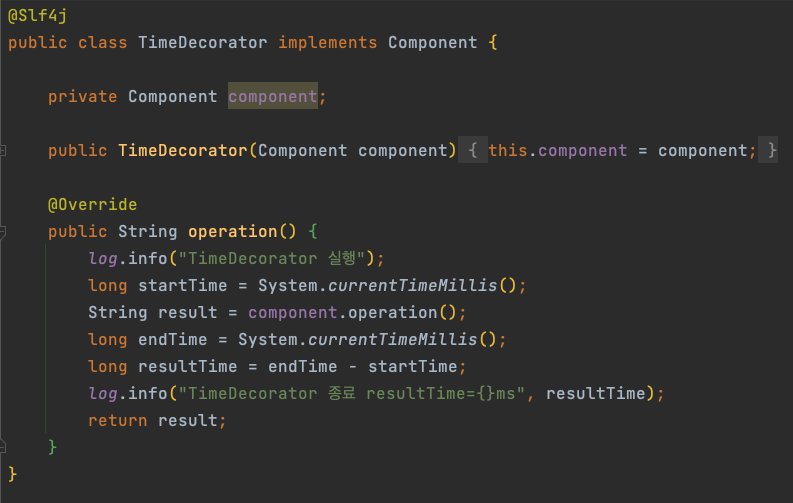 @Slf4j
public class TimeDecorator implements Component {
private Component component;
public TimeDecorator(Component component) { this.component = component; }
@Override
public String operation() {
log.info("TimeDecorator 실행");
long startTime = System.currentTimeMillis();
String result = component.operation();
long endTime = System.currentTimeMillis();
long resultTime = endTime - startTime;
log.info("TimeDecorator 종료 resultTime={}ms", resultTime);
return result;
}
}